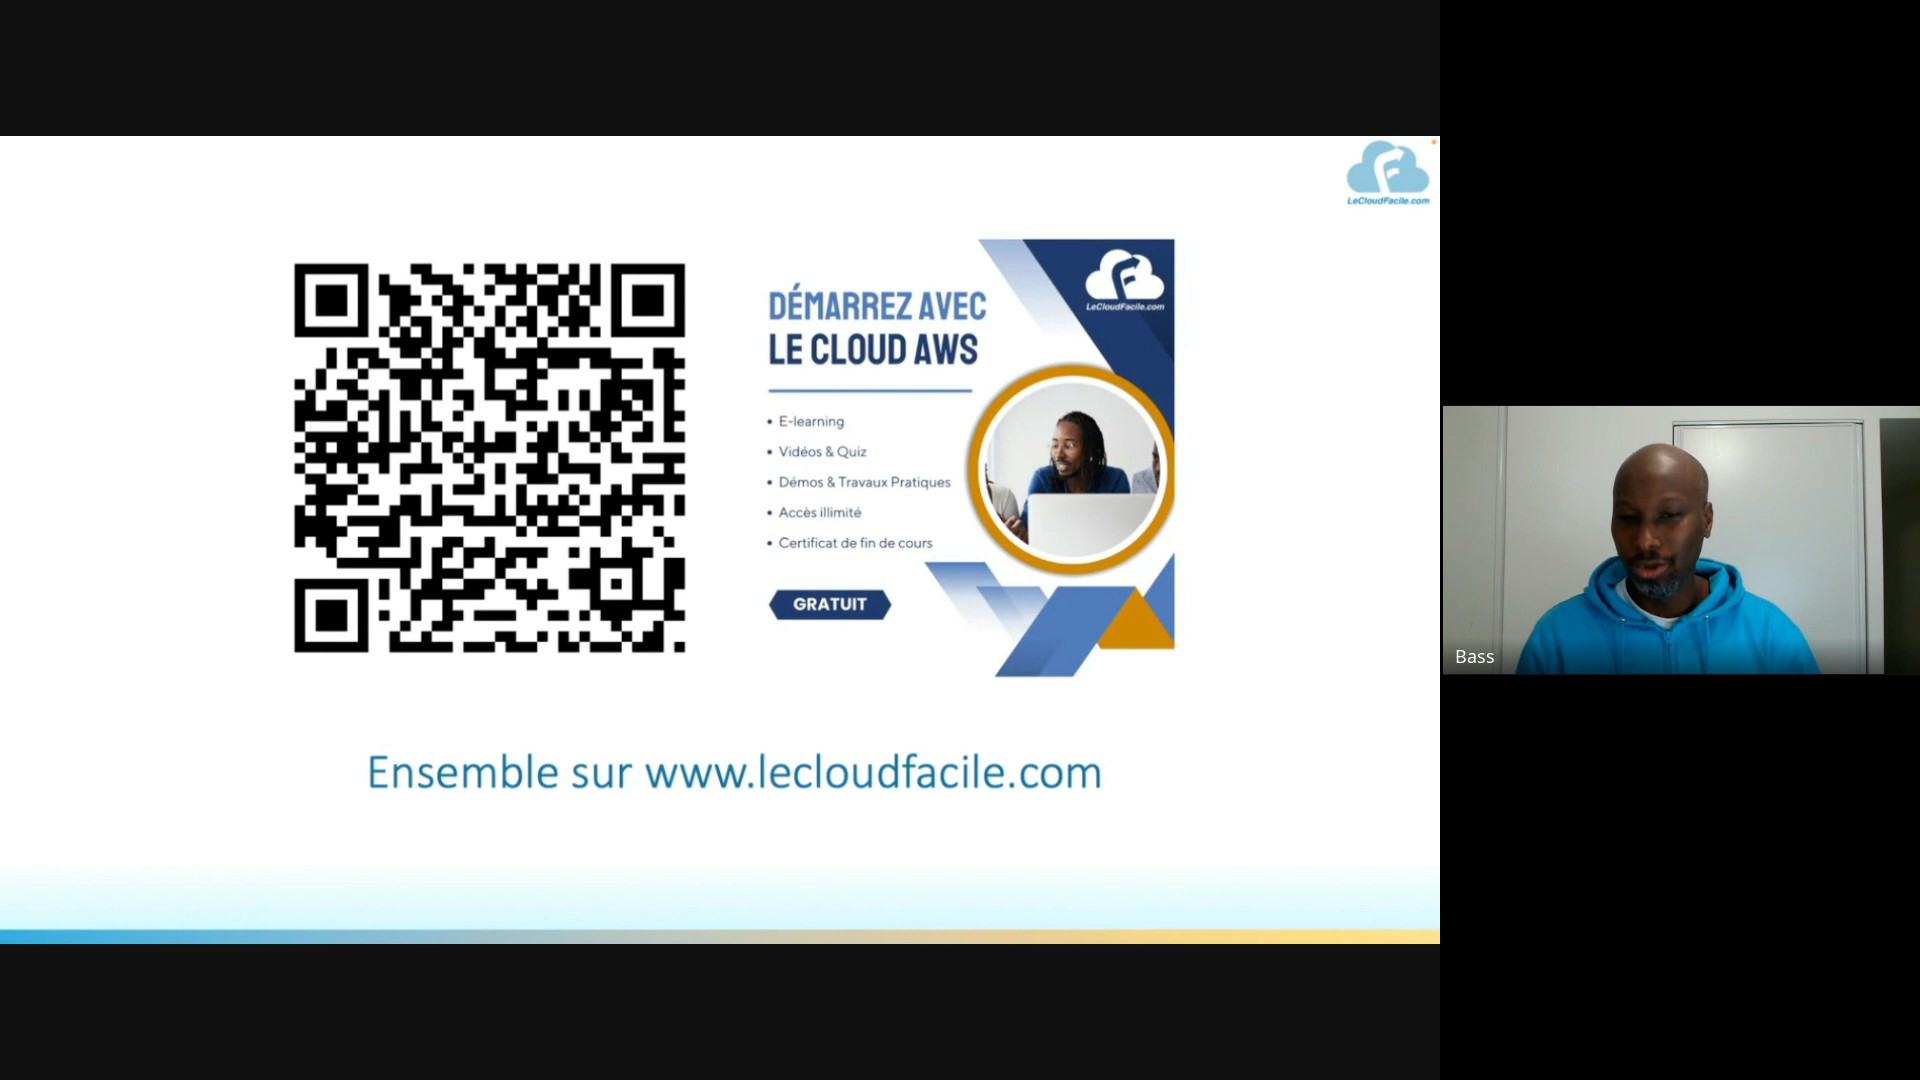 LeCloudFacile.com
LeCloudFacile.com
DÉMARREZ AVEC
LE CLOUD AWS
• E-learning
• Vidéos & Quiz
• Démos & Travaux Pratiques
• Accès illimité
• Certificat de fin de cours
GRATUIT
Ensemble sur www.lecloudfacile.com
Bass